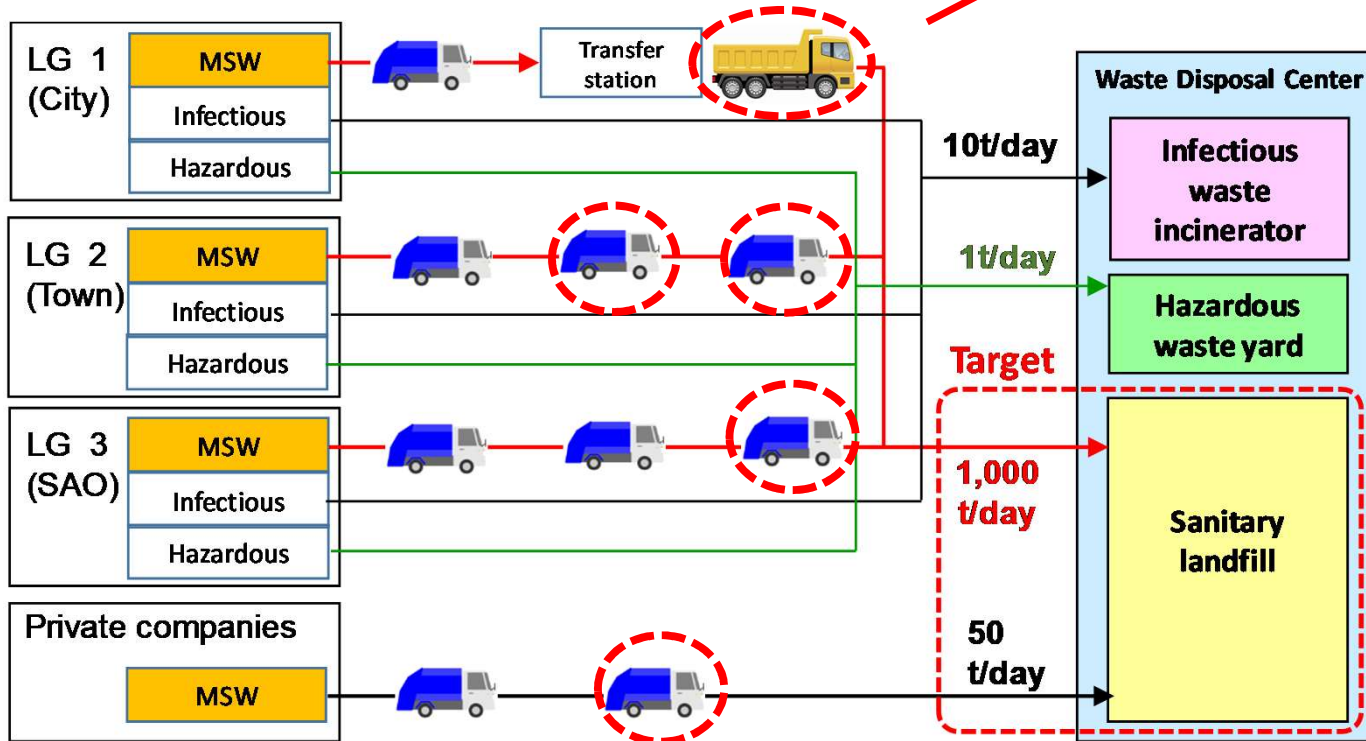 LG 1
(City)
MSW
Infectious
Hazardous
Transfer
station
LG 2
(Town)
MSW
Infectious
Hazardous
LG 3
(SAO)
MSW
Infectious
Hazardous
Private companies
MSW
10t/day
1t/day
Target
1,000
t/day
50
t/day
Waste Disposal Center
Infectious
waste
incinerator
Hazardous
waste yard
Sanitary
landfill